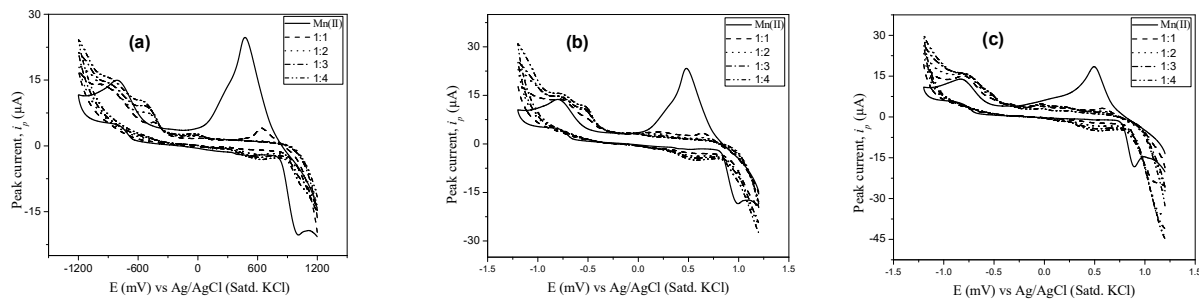 (a)
Mn(II)
1:1
1:2
1:3
1:4
30
15
0
-15
Peak current, i_p (µA)
-1200 -600 0 600 1200
E (mV) vs Ag/AgCl (Satd. KCl)
(b)
Mn(II)
1:1
1:2
1:3
1:4
45
30
15
0
-15
-30
Peak current, i_p (µA)
-1.5 -1.0 -0.5 0.0 0.5 1.0 1.5
E (mV) vs Ag/AgCl (Satd. KCl)
(c)
Mn(II)
1:1
1:2
1:3
1:4
30
15
0
-15
-30
-45
Peak current, i_p (µA)
-1.5 -1.0 -0.5 0.0 0.5 1.0 1.5
E (mV) vs Ag/AgCl (Satd. KCl)